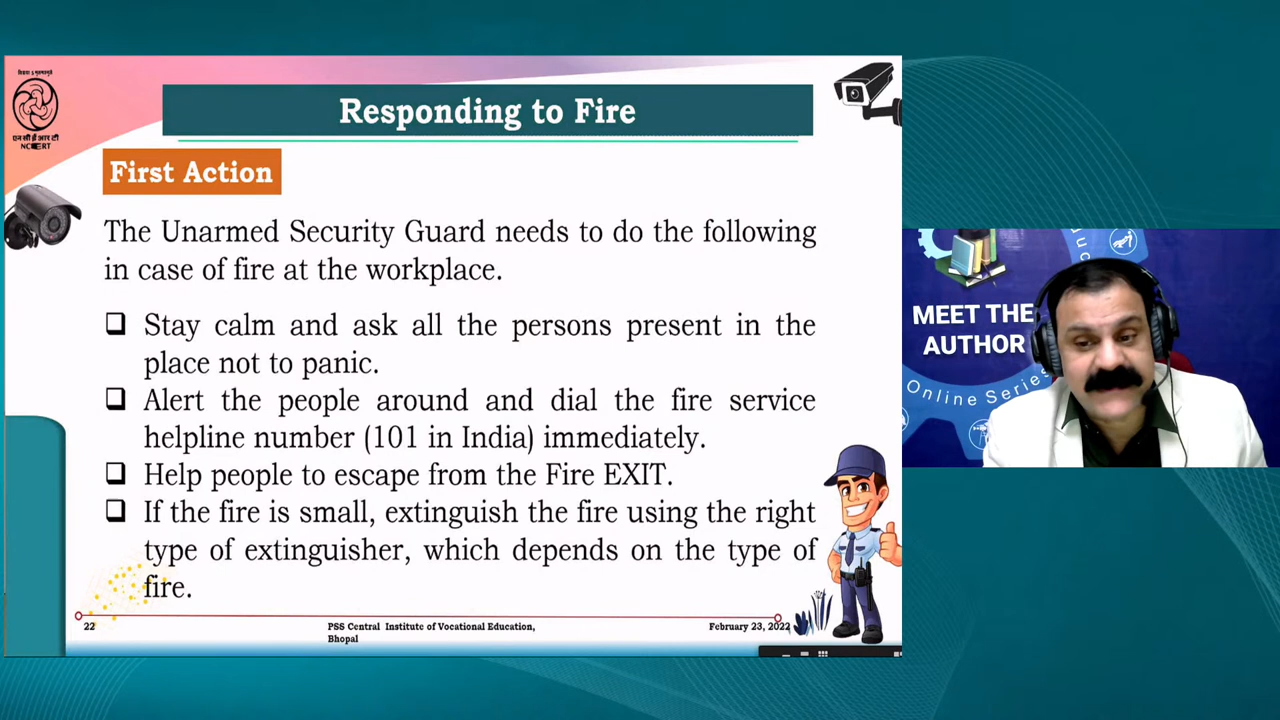 विद्यया ऽ मृतमश्नुते
एन सी ई आर टी
NCERT
Responding to Fire
First Action
The Unarmed Security Guard needs to do the following
in case of fire at the workplace.
❑ Stay calm and ask all the persons present in the
place not to panic.
❑ Alert the people around and dial the fire service
helpline number (101 in India) immediately.
❑ Help people to escape from the Fire EXIT.
❑ If the fire is small, extinguish the fire using the right
type of extinguisher, which depends on the type of
fire.
22
PSS Central Institute of Vocational Education,
Bhopal
February 23, 2022
MEET THE
AUTHOR
Online Series